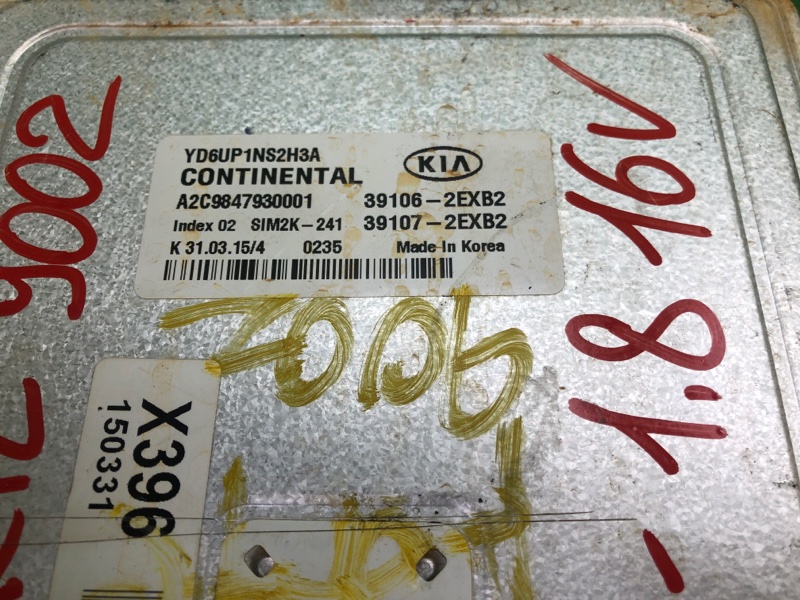 YD6UP1NS2H3A
CONTINENTAL
KIA
A2C9847930001 39106-2EXB2
Index 02 SIM2K-241 39107-2EXB2
K 31.03.15/4 0235 Made In Korea
X396
150331
9002
1.8 16V